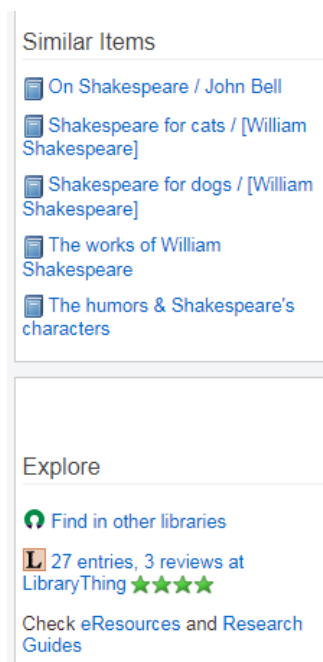 Similar Items
On Shakespeare / John Bell
Shakespeare for cats / [William
Shakespeare]
Shakespeare for dogs / [William
Shakespeare]
The works of William
Shakespeare
The humors & Shakespeare's
characters
Explore
Find in other libraries
L 27 entries, 3 reviews at
LibraryThing
Check eResources and Research
Guides